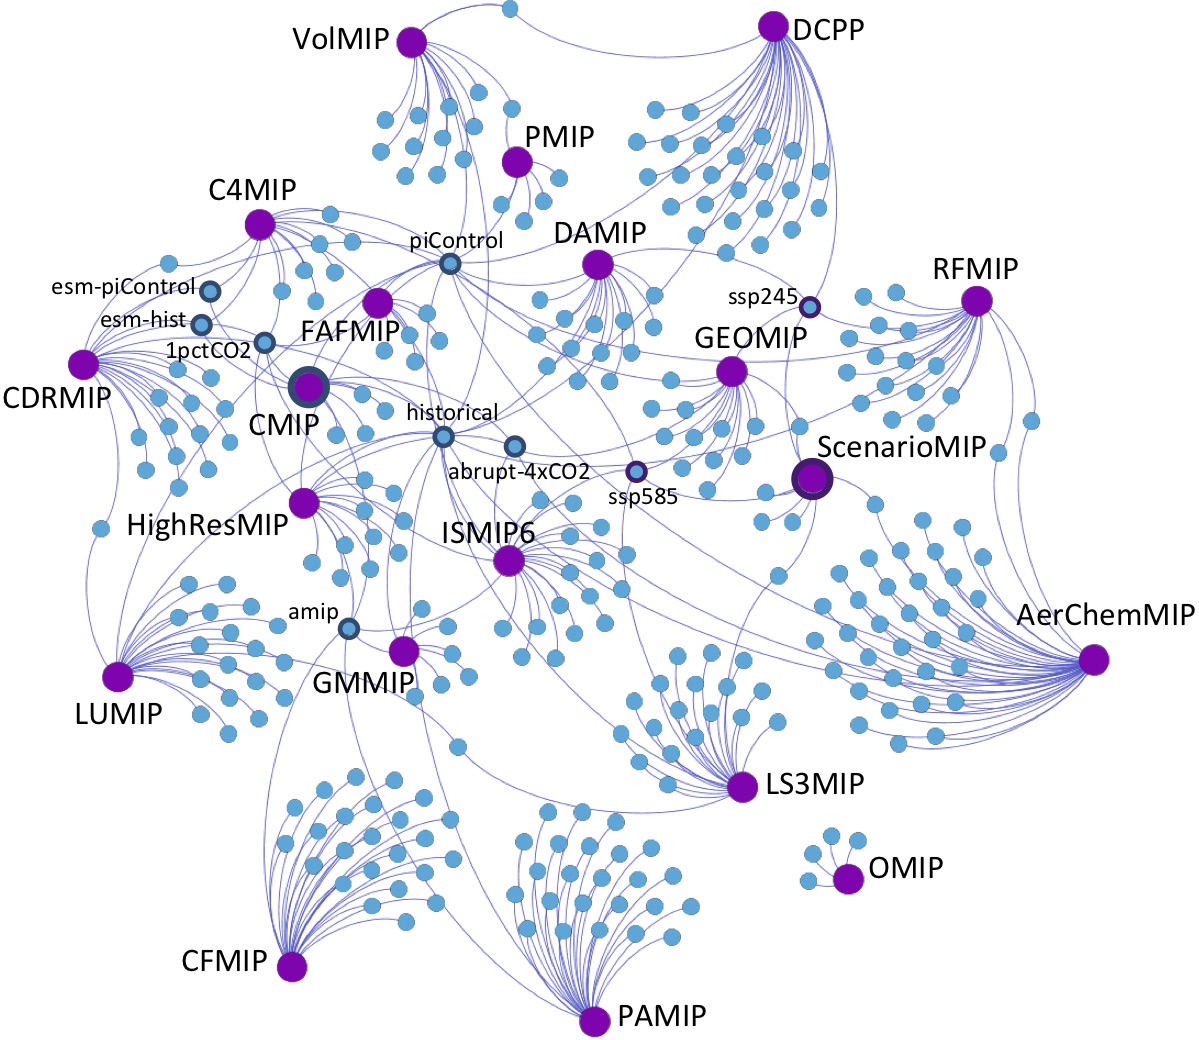 VolMIP
DCPP
PMIP
C4MIP
piControl
DAMIP
RFMIP
esm-piControl
ssp245
esm-hist
FAFMIP
GEOMIP
1pctCO2
CDRMIP
CMIP
historical
ScenarioMIP
abrupt-4xCO2
ssp585
HighResMIP
ISMIP6
amip
AerChemMIP
GMMIP
LUMIP
LS3MIP
OMIP
CFMIP
PAMIP